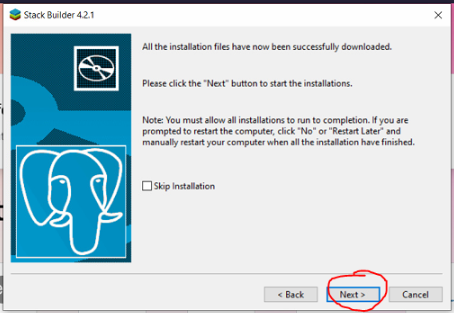 Stack Builder 4.2.1
All the installation files have now been successfully downloaded.
Please click the "Next" button to start the installations.
Note: You must allow all installations to run to completion. If you are
prompted to restart the computer, click "No" or "Restart Later" and
manually restart your computer when all the installation have finished.
Skip Installation
< Back
Next >
Cancel